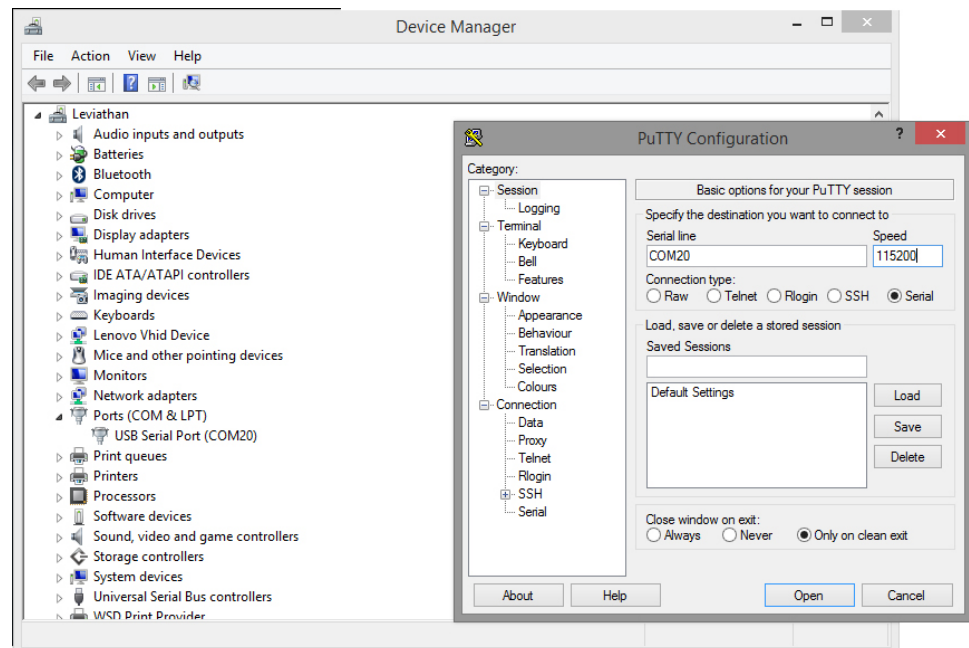 Device Manager
File Action View Help
Leviathan
Audio inputs and outputs
Batteries
Bluetooth
Computer
Disk drives
Display adapters
Human Interface Devices
IDE ATA/ATAPI controllers
Imaging devices
Keyboards
Lenovo Vhid Device
Mice and other pointing devices
Monitors
Network adapters
Ports (COM & LPT)
USB Serial Port (COM20)
Print queues
Printers
Processors
Software devices
Sound, video and game controllers
Storage controllers
System devices
Universal Serial Bus controllers
WSD Print Provider
PuTTY Configuration
Category:
Session
Logging
Terminal
Keyboard
Bell
Features
Window
Appearance
Behaviour
Translation
Selection
Colours
Connection
Data
Proxy
Telnet
Rlogin
SSH
Serial
Basic options for your PuTTY session
Specify the destination you want to connect to
Serial line Speed
COM20 115200
Connection type:
Raw Telnet Rlogin SSH Serial
Load, save or delete a stored session
Saved Sessions
Default Settings
Load
Save
Delete
Close window on exit:
Always Never Only on clean exit
About Help Open Cancel